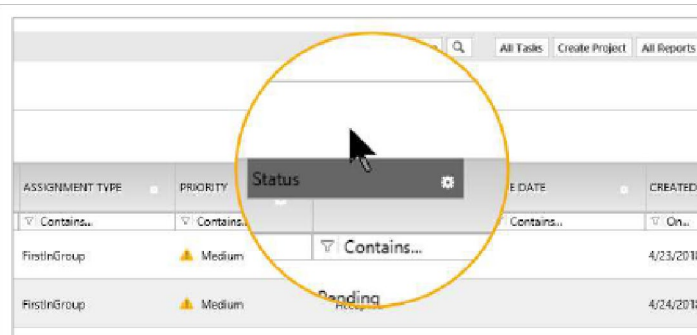 All Tasks Create Project All Reports
ASSIGNMENT TYPE PRIORITY Status E DATE CREATED
Contains... Contains... Contains... Contains... On...
FirstInGroup Medium 4/23/2018
FirstInGroup Medium Pending 4/24/2018